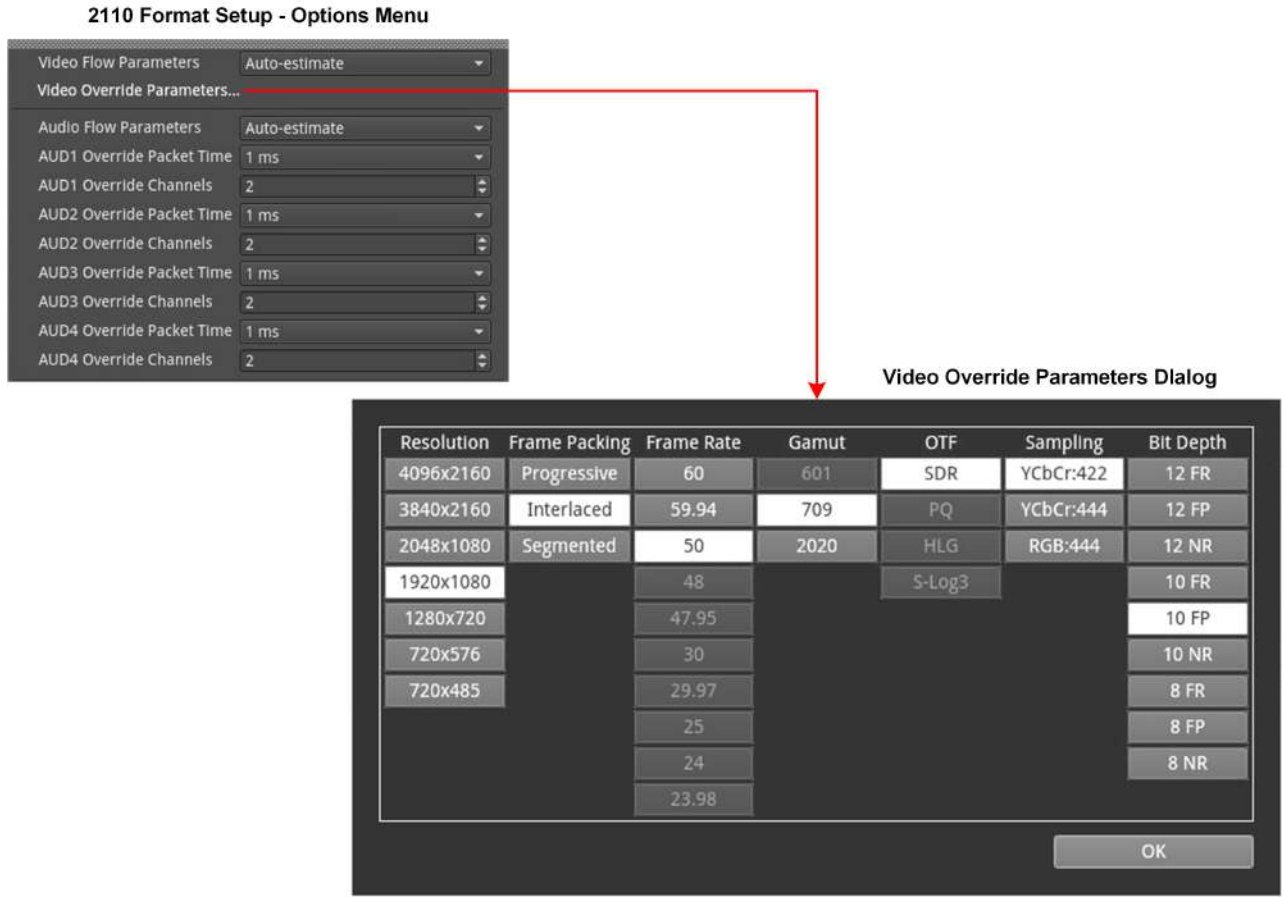 2110 Format Setup - Options Menu
Video Flow Parameters Auto-estimate
Video Override Parameters...
Audio Flow Parameters Auto-estimate
AUD1 Override Packet Time 1 ms
AUD1 Override Channels 2
AUD2 Override Packet Time 1 ms
AUD2 Override Channels 2
AUD3 Override Packet Time 1 ms
AUD3 Override Channels 2
AUD4 Override Packet Time 1 ms
AUD4 Override Channels 2
Video Override Parameters DIalog
Resolution Frame Packing Frame Rate Gamut OTF Sampling Bit Depth
4096x2160 Progressive 60 601 SDR YCbCr:422 12 FR
3840x2160 Interlaced 59.94 709 PQ YCbCr:444 12 FP
2048x1080 Segmented 50 2020 HLG RGB:444 12 NR
1920x1080 48 S-Log3 10 FR
1280x720 47.95 10 FP
720x576 30 10 NR
720x485 29.97 8 FR
25 8 FP
24 8 NR
23.98
OK